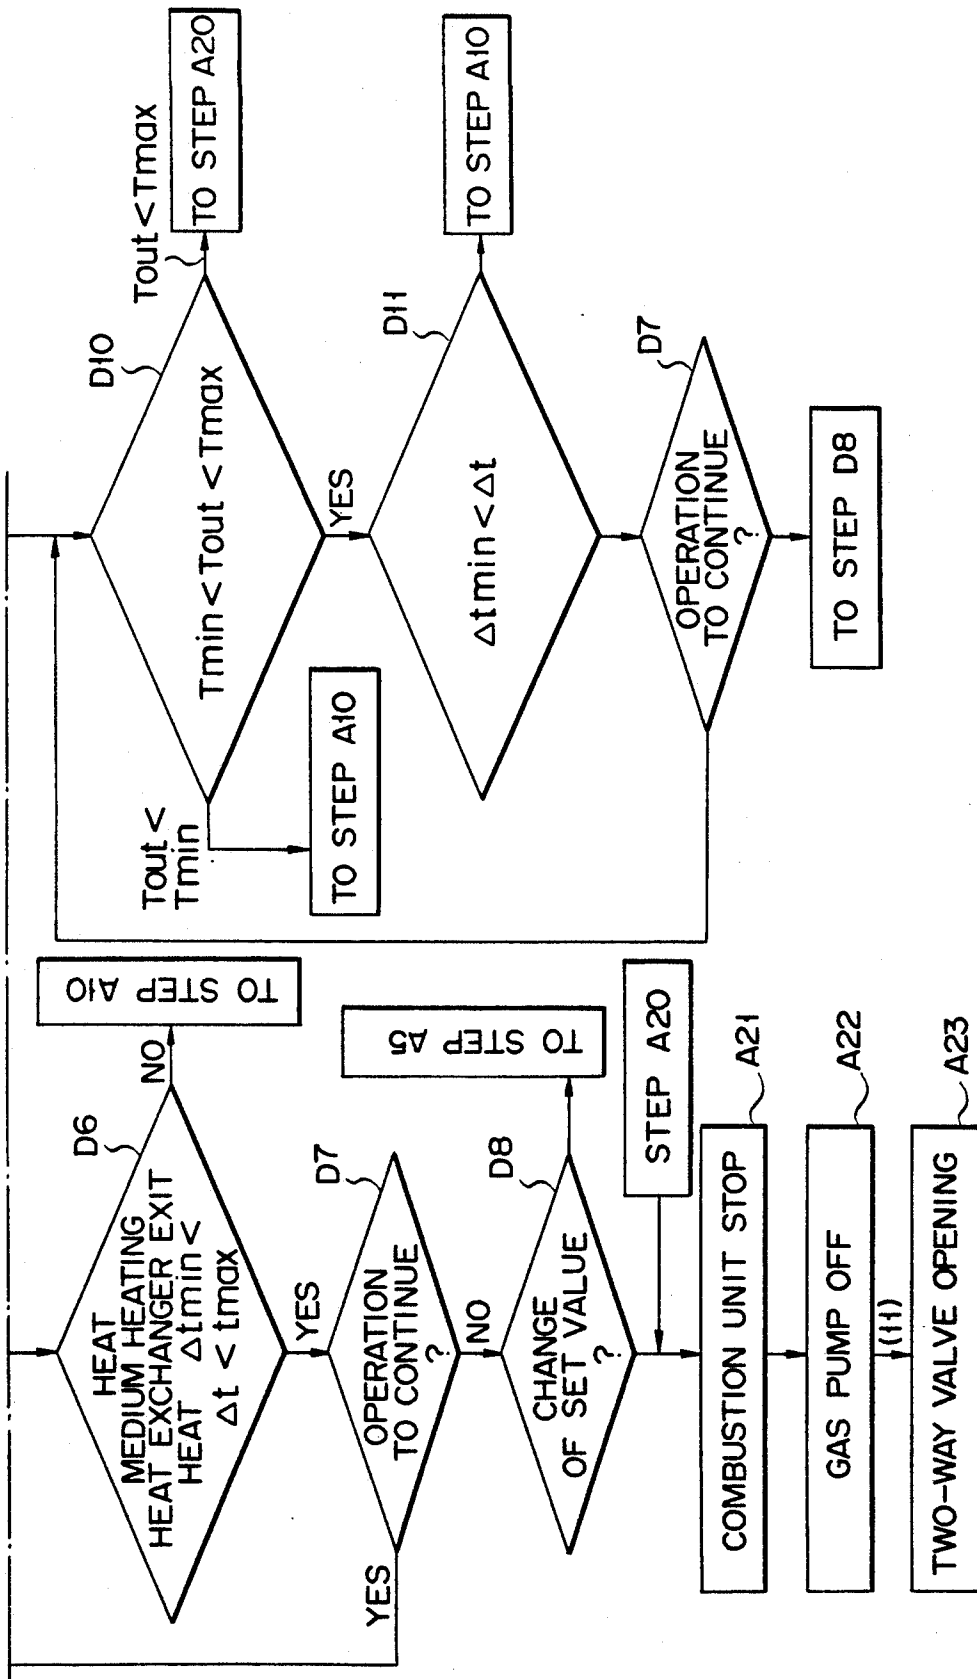 HEAT
MEDIUM HEATING
HEAT EXCHANGER EXIT
HEAT Δtmin<
Δt < tmax
D6
NO
TO STEP A10
YES
OPERATION
TO CONTINUE
?
D7
YES
NO
CHANGE
OF SET VALUE
?
D8
TO STEP A5
STEP A20
COMBUSTION UNIT STOP
A21
GAS PUMP OFF
A22
(11)
TWO-WAY VALVE OPENING
A23
Tmin<Tout<Tmax
D10
Tout<
Tmin
TO STEP A10
Tout<Tmax
TO STEP A20
YES
Δtmin<Δt
D11
TO STEP A10
OPERATION
TO CONTINUE
?
D7
TO STEP D8